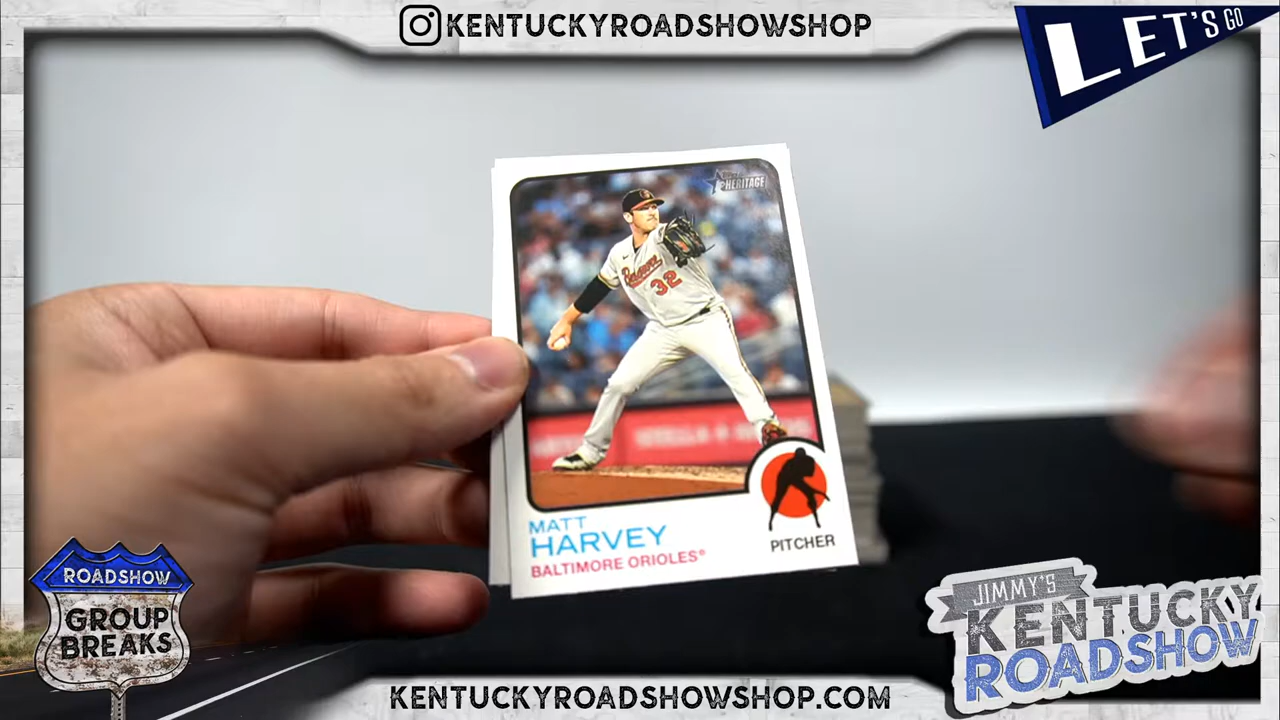 KENTUCKYROADSHOWSHOP
LET'S GO
HERITAGE
32
MATT
HARVEY
BALTIMORE ORIOLES®
PITCHER
ROADSHOW
GROUP
BREAKS
JIMMY'S
KENTUCKY
ROADSHOW
KENTUCKYROADSHOWSHOP.COM